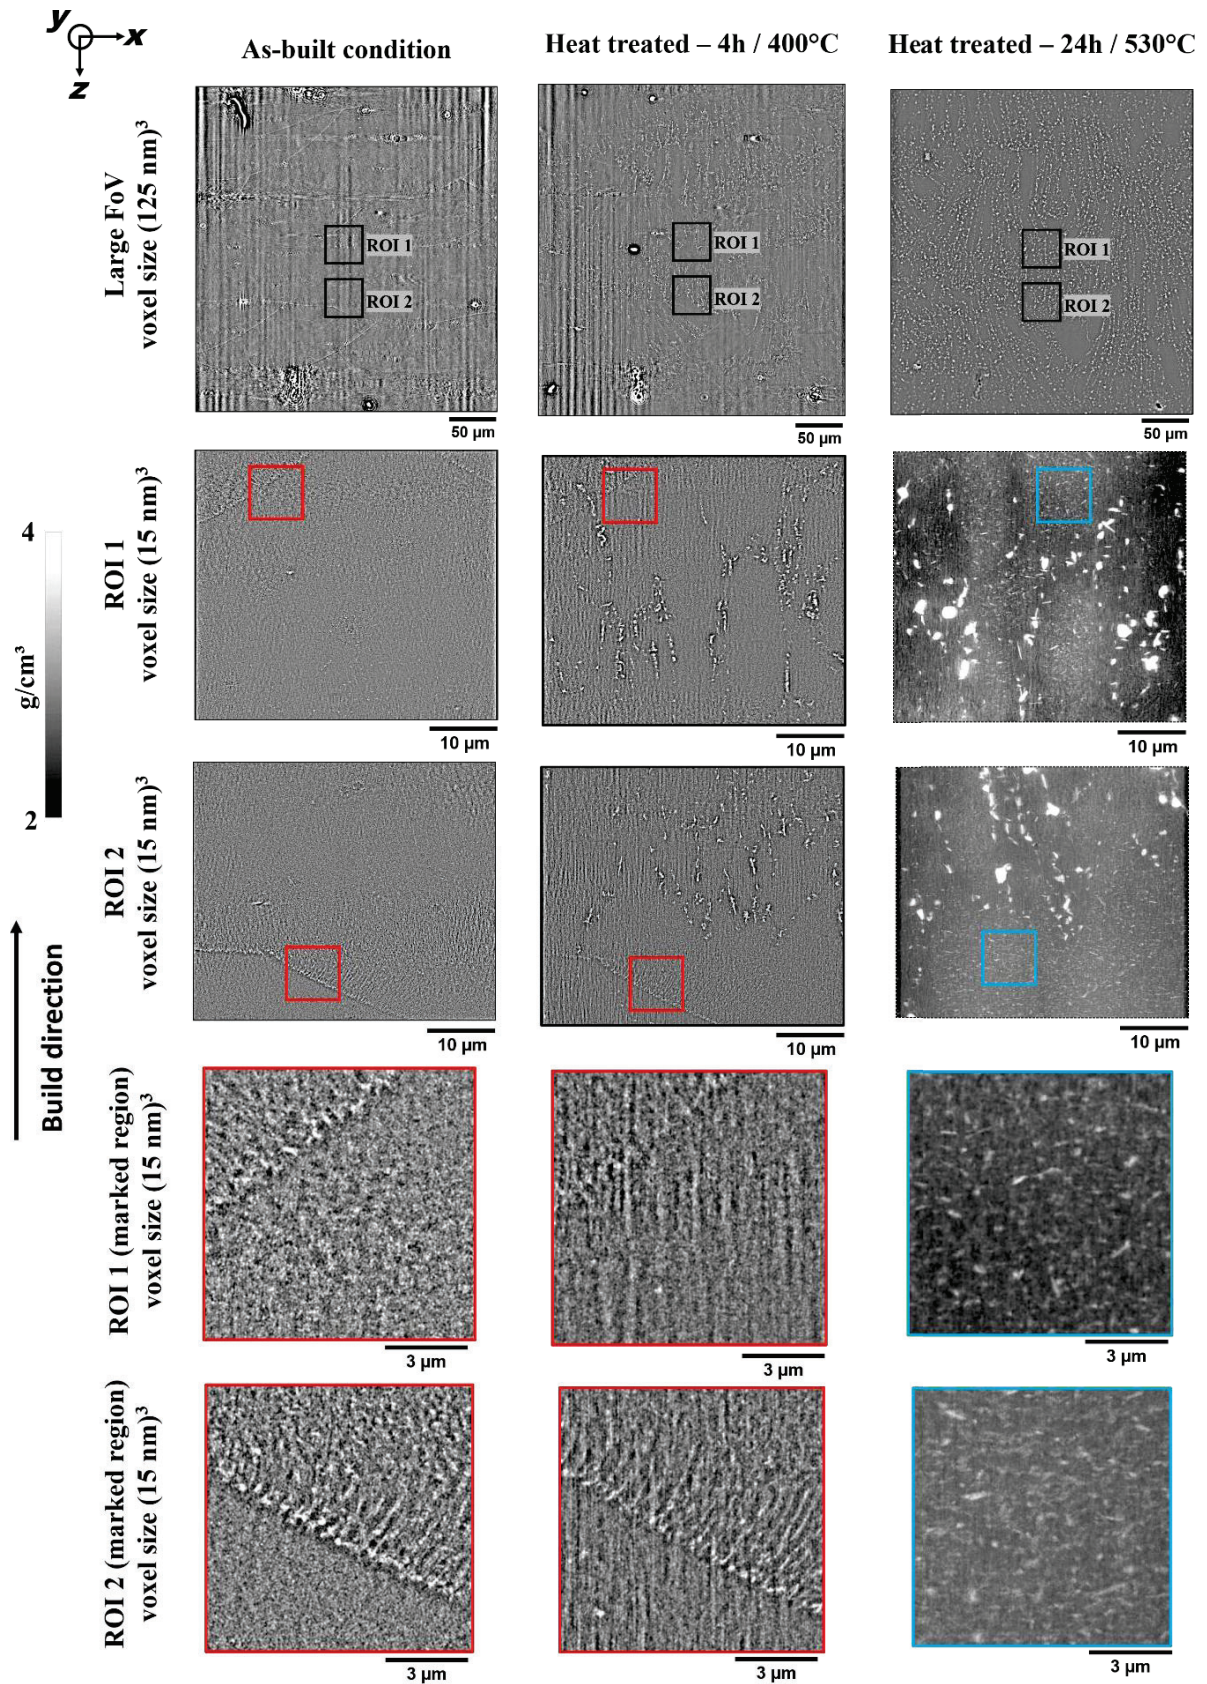 y
x
z
As-built condition
Heat treated – 4h / 400°C
Heat treated – 24h / 530°C
Large FoV
voxel size (125 nm)³
ROI 1
ROI 2
ROI 1
ROI 2
ROI 1
ROI 2
50 µm
50 µm
50 µm
ROI 1
voxel size (15 nm)³
10 µm
10 µm
10 µm
4
g/cm³
2
ROI 2
voxel size (15 nm)³
10 µm
10 µm
10 µm
Build direction
ROI 1 (marked region)
voxel size (15 nm)³
3 µm
3 µm
3 µm
ROI 2 (marked region)
voxel size (15 nm)³
3 µm
3 µm
3 µm